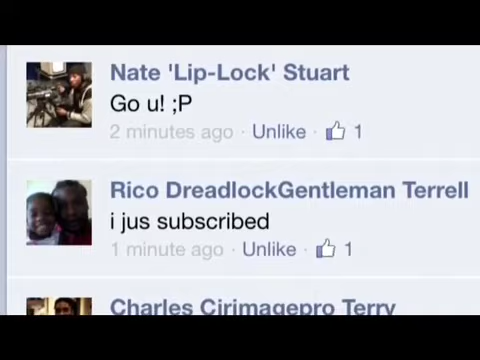 Nate 'Lip-Lock' Stuart
Go u! ;P
2 minutes ago · Unlike · 1
Rico DreadlockGentleman Terrell
i jus subscribed
1 minute ago · Unlike · 1
Charles Cirimagepro Terry